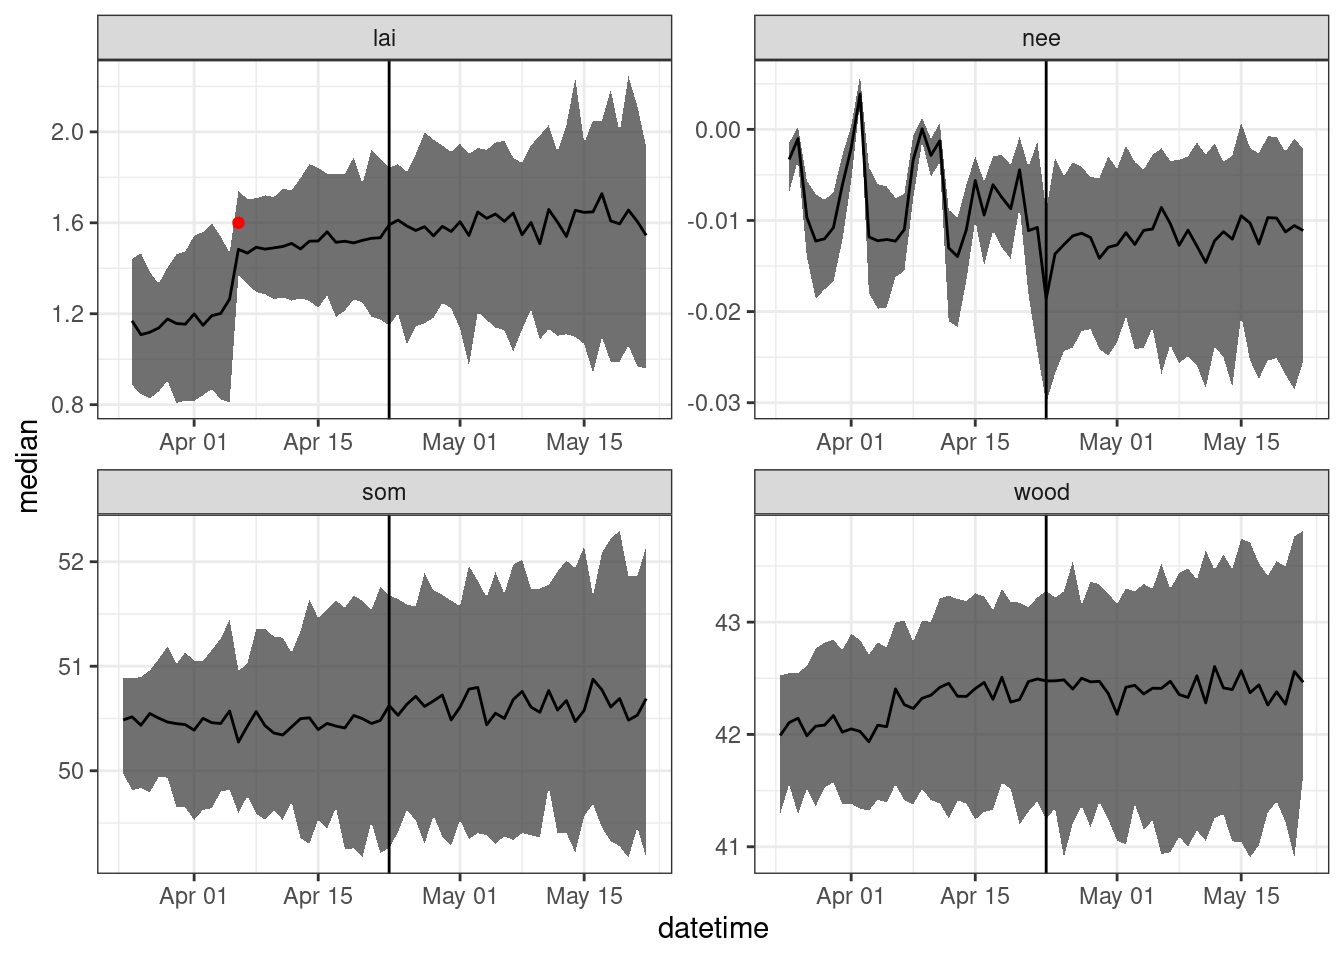 lai
nee
2.0
1.6
1.2
0.8
0.00
-0.01
-0.02
-0.03
Apr 01 Apr 15 May 01 May 15
Apr 01 Apr 15 May 01 May 15
median
som
wood
52
51
50
43
42
41
Apr 01 Apr 15 May 01 May 15
Apr 01 Apr 15 May 01 May 15
datetime